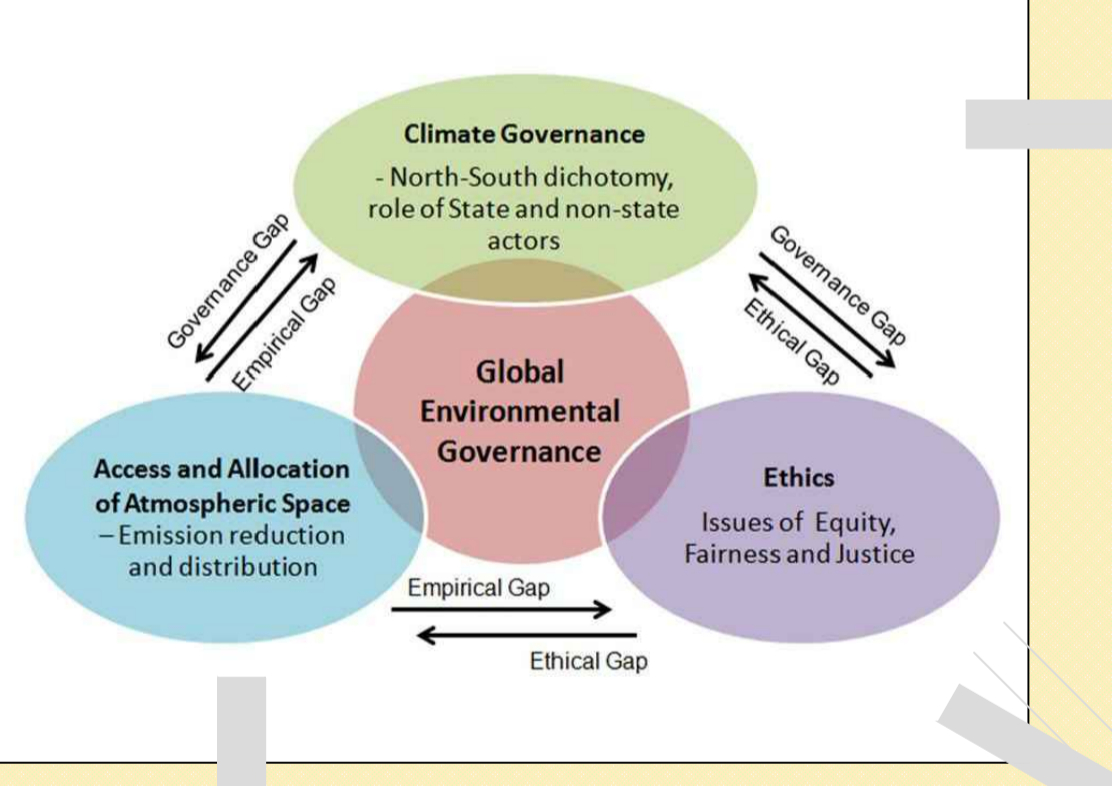 Climate Governance
- North-South dichotomy,
role of State and non-state
actors
Governance Gap
Empirical Gap
Governance Gap
Ethical Gap
Global
Environmental
Governance
Access and Allocation
of Atmospheric Space
– Emission reduction
and distribution
Ethics
Issues of Equity,
Fairness and Justice
Empirical Gap
Ethical Gap